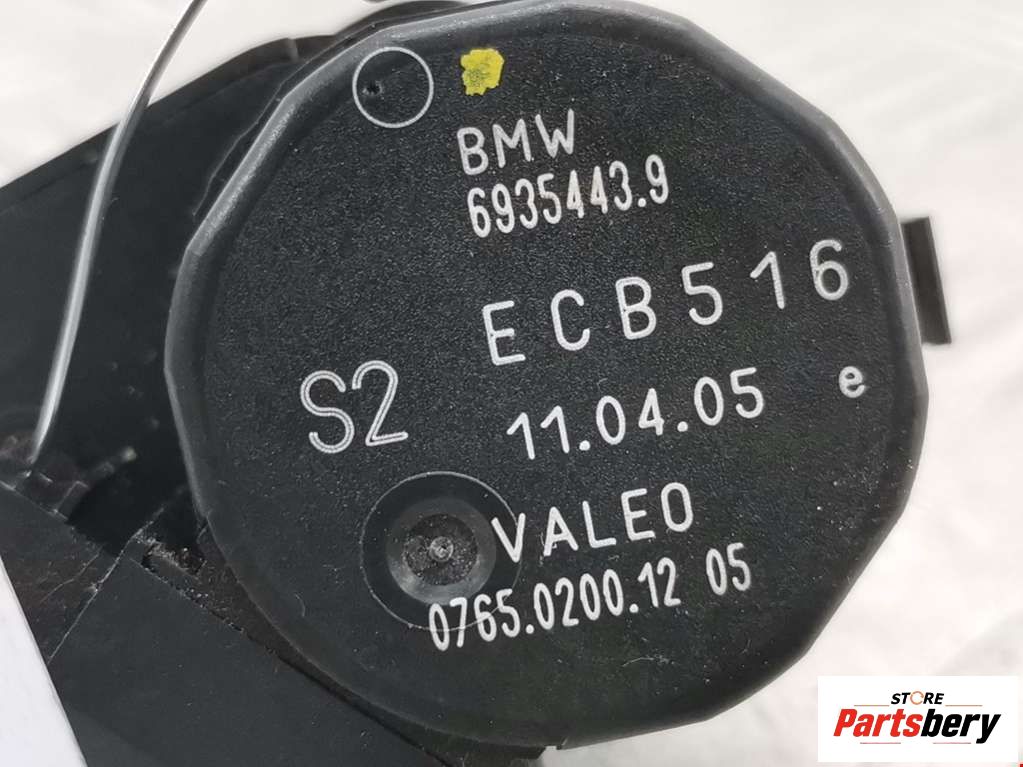 BMW
6935443.9
ECB516
S2
11.04.05 e
VALEO
0765.0200.12 05
STORE
Partsbery